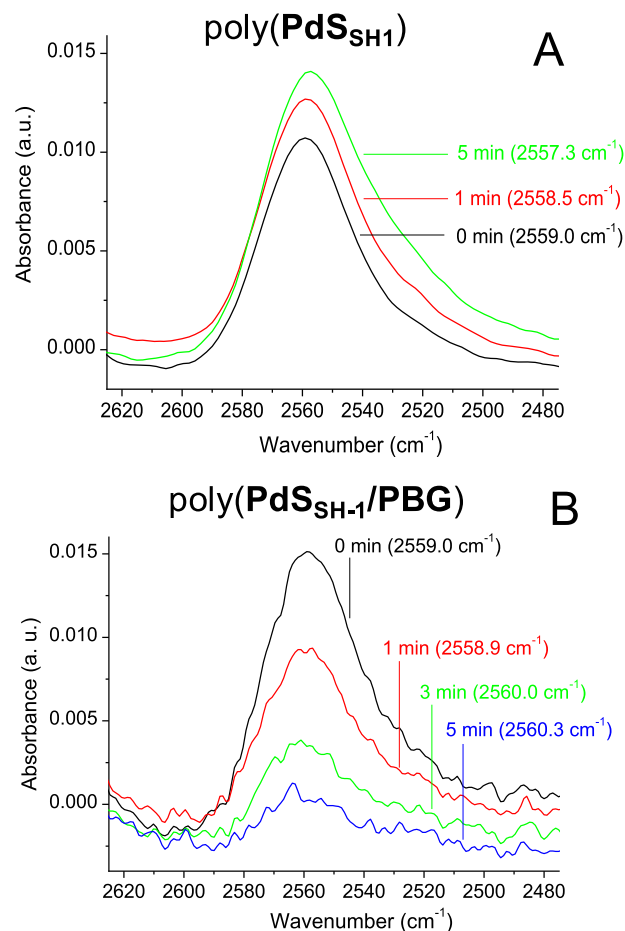 poly(PdS_SH1)
A
0.015
0.010
0.005
0.000
Absorbance (a.u.)
5 min (2557.3 cm⁻¹)
1 min (2558.5 cm⁻¹)
0 min (2559.0 cm⁻¹)
2620 2600 2580 2560 2540 2520 2500 2480
Wavenumber (cm⁻¹)
poly(PdS_SH-1/PBG)
B
0.015
0.010
0.005
0.000
Absorbance (a. u.)
0 min (2559.0 cm⁻¹)
1 min (2558.9 cm⁻¹)
3 min (2560.0 cm⁻¹)
5 min (2560.3 cm⁻¹)
2620 2600 2580 2560 2540 2520 2500 2480
Wavenumber (cm⁻¹)